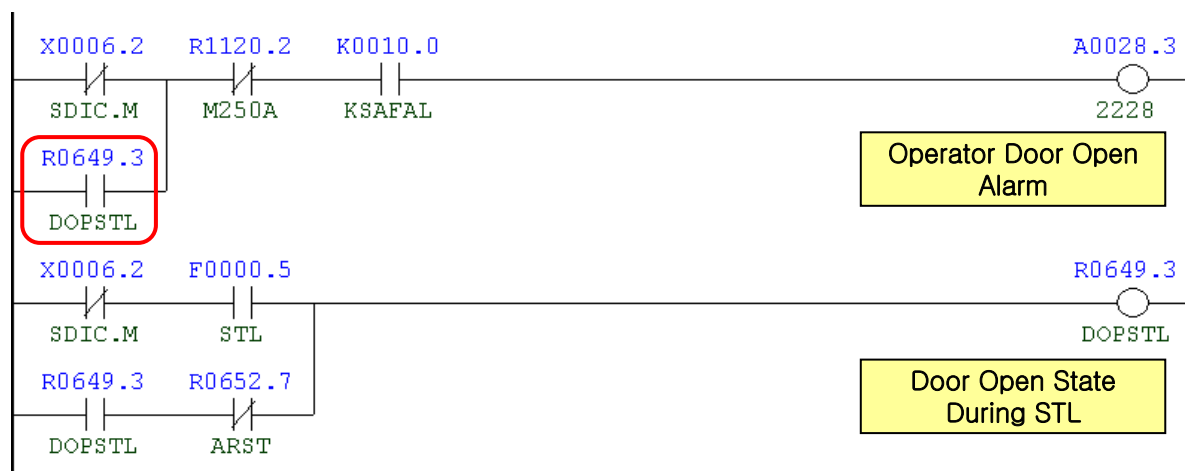 X0006.2 R1120.2 K0010.0 A0028.3
SDIC.M M250A KSAFAL 2228
R0649.3
DOPSTL
Operator Door Open
Alarm
X0006.2 F0000.5 R0649.3
SDIC.M STL DOPSTL
R0649.3 R0652.7
DOPSTL ARST
Door Open State
During STL